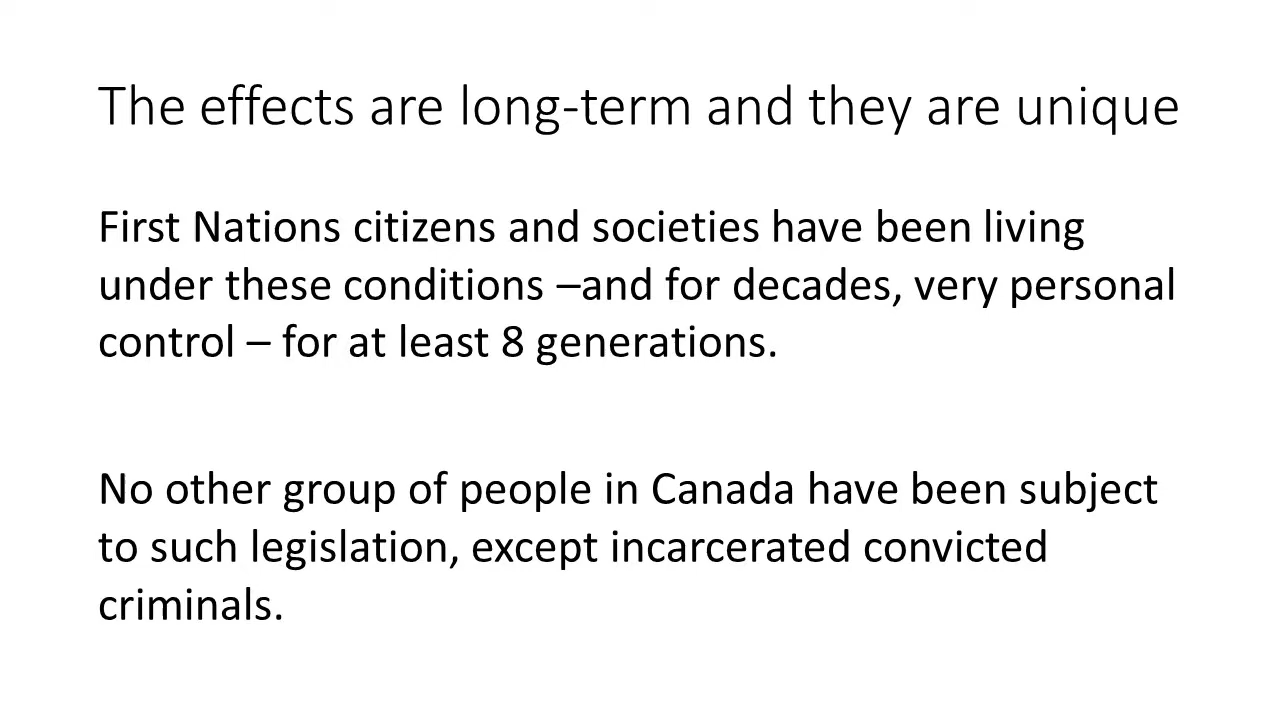 The effects are long-term and they are unique
First Nations citizens and societies have been living
under these conditions –and for decades, very personal
control – for at least 8 generations.
No other group of people in Canada have been subject
to such legislation, except incarcerated convicted
criminals.